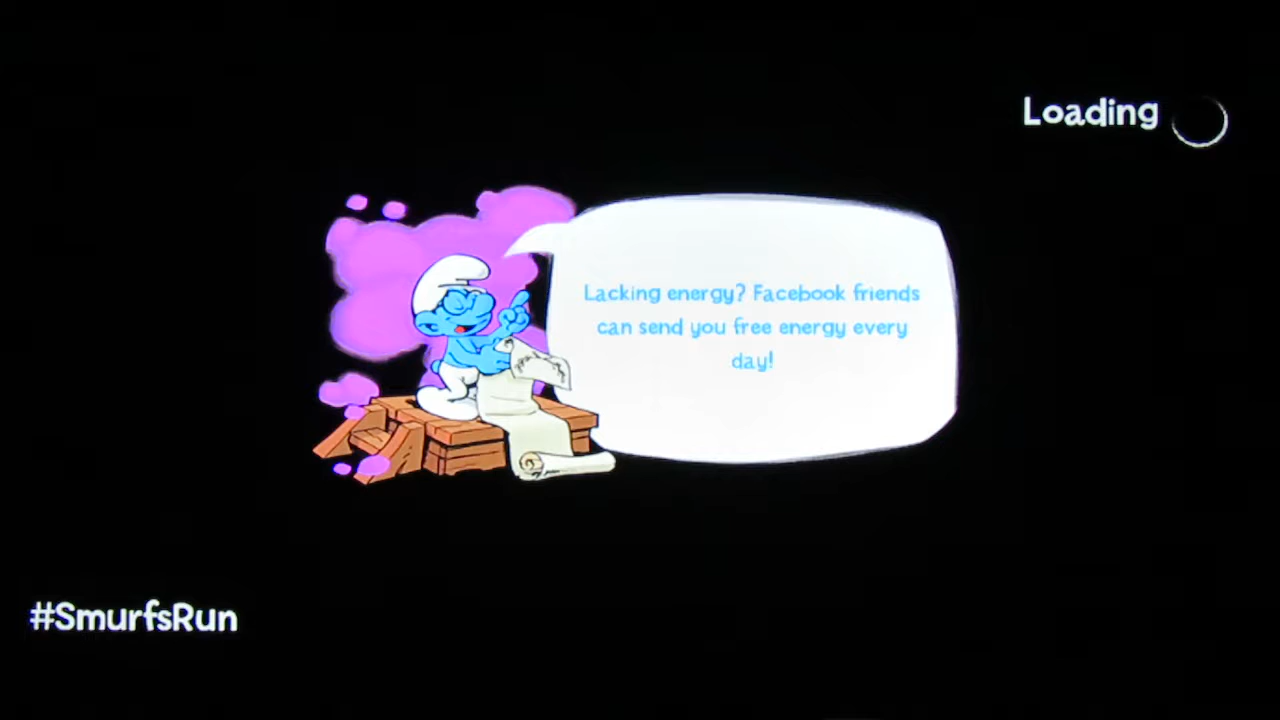 Loading
Lacking energy? Facebook friends
can send you free energy every
day!
#SmurfsRun